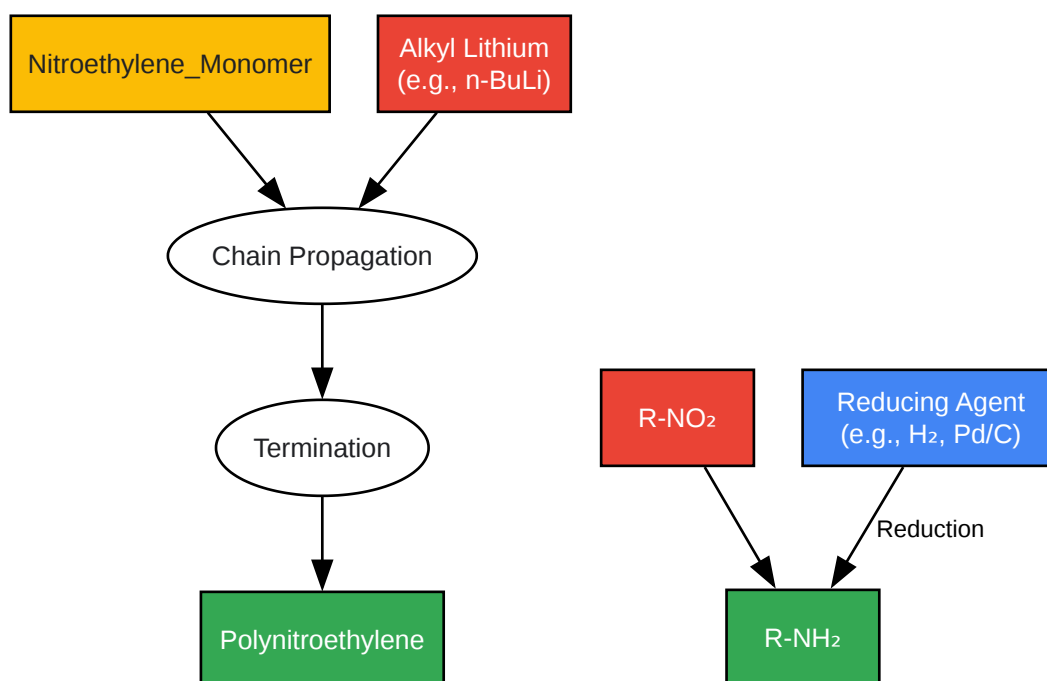 Nitroethylene_Monomer
Alkyl Lithium
(e.g., n-BuLi)
Chain Propagation
Termination
Polynitroethylene
R-NO₂
Reducing Agent
(e.g., H₂, Pd/C)
Reduction
R-NH₂